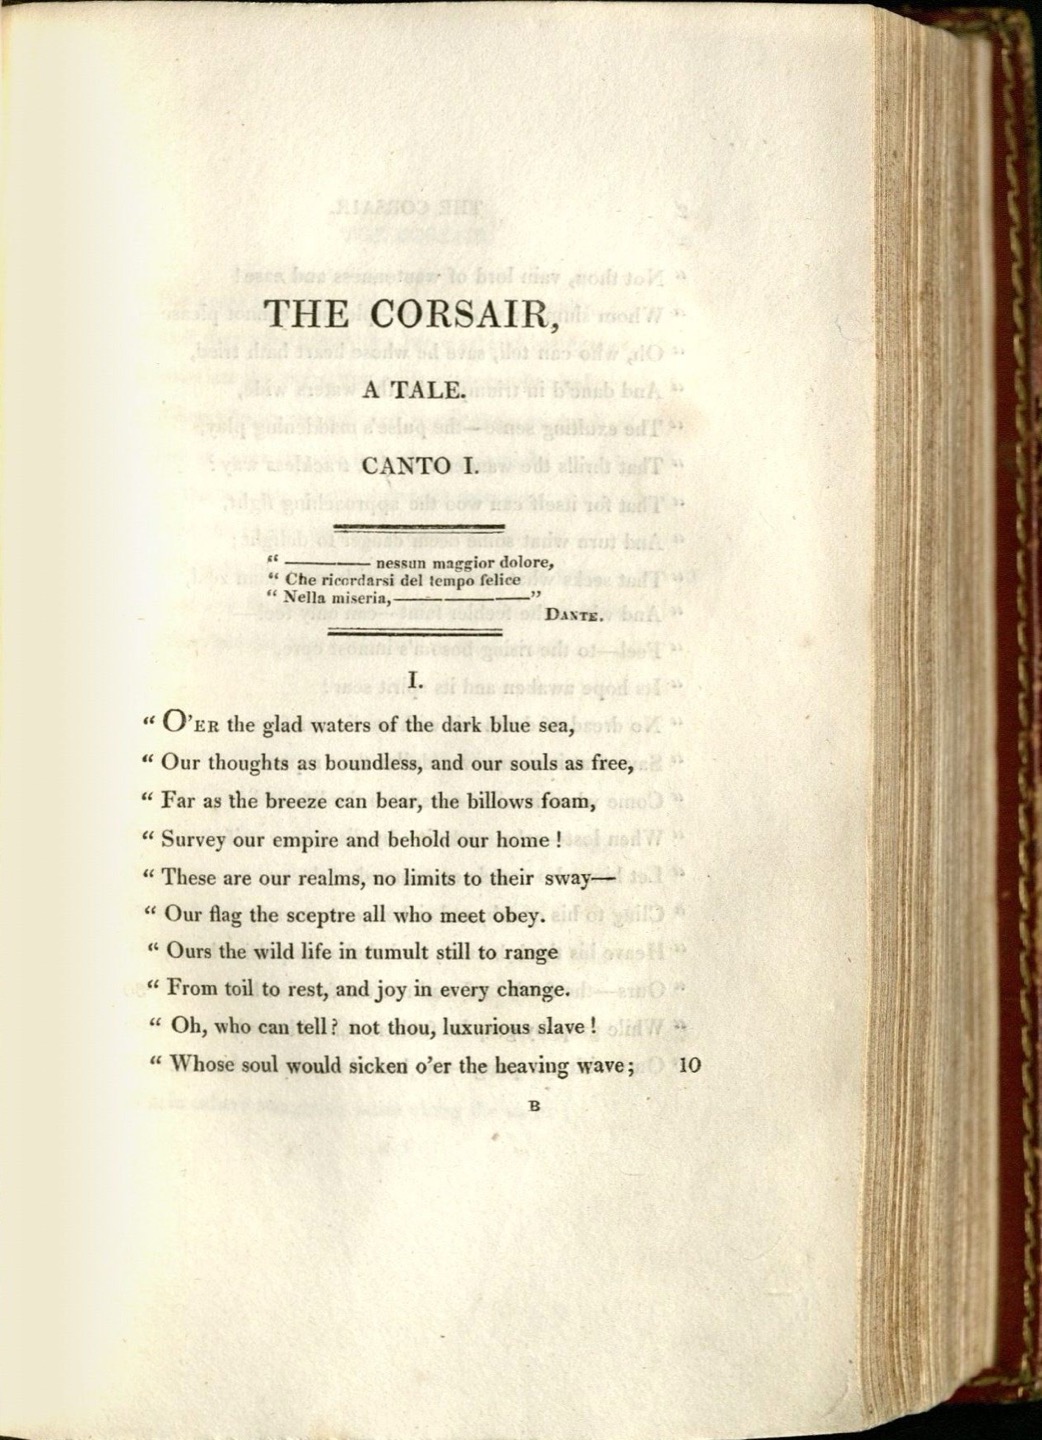 THE CORSAIR,
A TALE.
CANTO I.
“ ———— nessun maggior dolore,
“ Che ricordarsi del tempo felice
“ Nella miseria,———————”
DANTE.
I.
“ O’ER the glad waters of the dark blue sea,
“ Our thoughts as boundless, and our souls as free,
“ Far as the breeze can bear, the billows foam,
“ Survey our empire and behold our home !
“ These are our realms, no limits to their sway—
“ Our flag the sceptre all who meet obey.
“ Ours the wild life in tumult still to range
“ From toil to rest, and joy in every change.
“ Oh, who can tell ? not thou, luxurious slave !
“ Whose soul would sicken o’er the heaving wave; 10
B